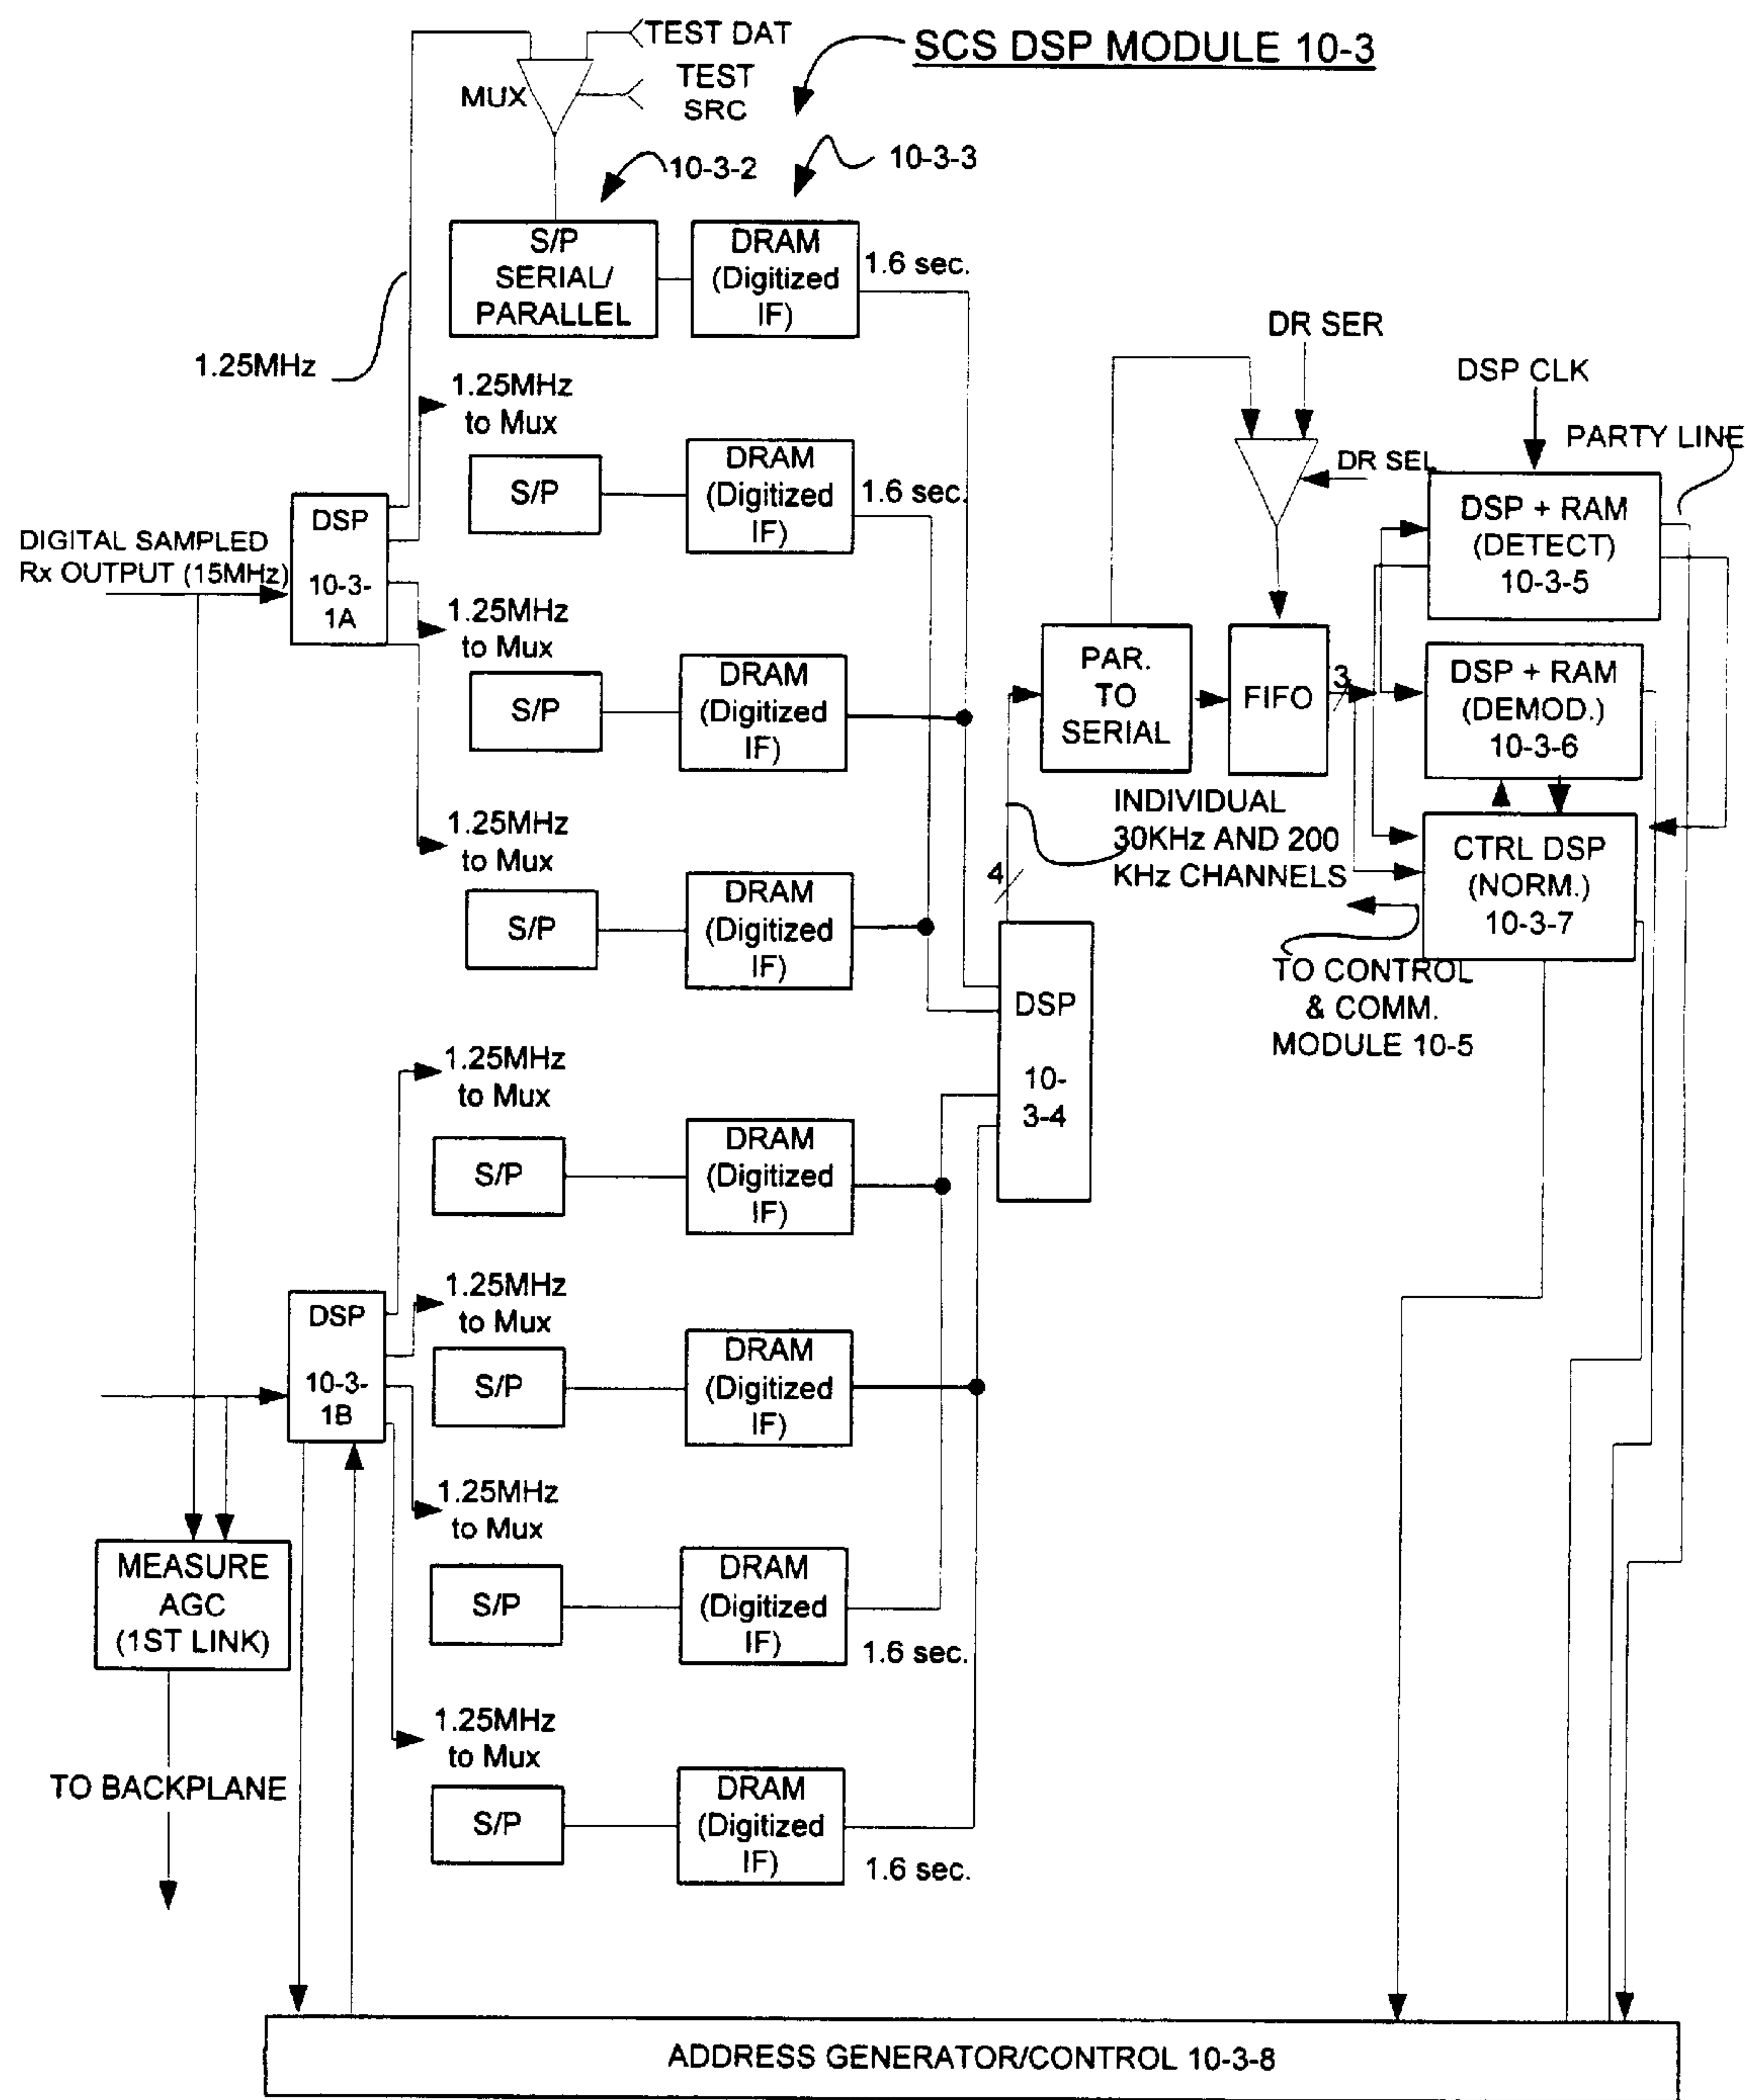 TEST DAT
SCS DSP MODULE 10-3
MUX
TEST
SRC
10-3-2
10-3-3
S/P
SERIAL/
PARALLEL
DRAM
(Digitized
IF)
1.6 sec.
1.25MHz
1.25MHz
to Mux
S/P
DRAM
(Digitized
IF)
1.6 sec.
DIGITAL SAMPLED
Rx OUTPUT (15MHz)
DSP
10-3-
1A
1.25MHz
to Mux
S/P
DRAM
(Digitized
IF)
1.25MHz
to Mux
S/P
DRAM
(Digitized
IF)
DR SER
DR SEL
DSP CLK
PARTY LINE
DSP + RAM
(DETECT)
10-3-5
PAR.
TO
SERIAL
FIFO
3
DSP + RAM
(DEMOD.)
10-3-6
INDIVIDUAL
30KHz AND 200
KHz CHANNELS
4
CTRL DSP
(NORM.)
10-3-7
TO CONTROL
& COMM.
MODULE 10-5
DSP
10-
3-4
1.25MHz
to Mux
S/P
DRAM
(Digitized
IF)
DSP
10-3-
1B
1.25MHz
to Mux
S/P
DRAM
(Digitized
IF)
1.25MHz
to Mux
S/P
DRAM
(Digitized
IF)
1.6 sec.
MEASURE
AGC
(1ST LINK)
TO BACKPLANE
1.25MHz
to Mux
S/P
DRAM
(Digitized
IF)
1.6 sec.
ADDRESS GENERATOR/CONTROL 10-3-8